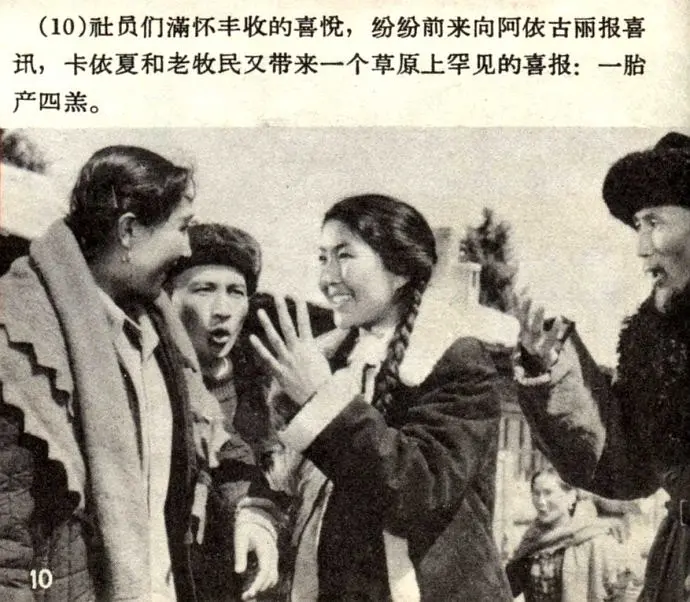 (10)社员们满怀丰收的喜悦，纷纷前来向阿依古丽报喜
讯，卡依夏和老牧民又带来一个草原上罕见的喜报：一胎
产四羔。
10